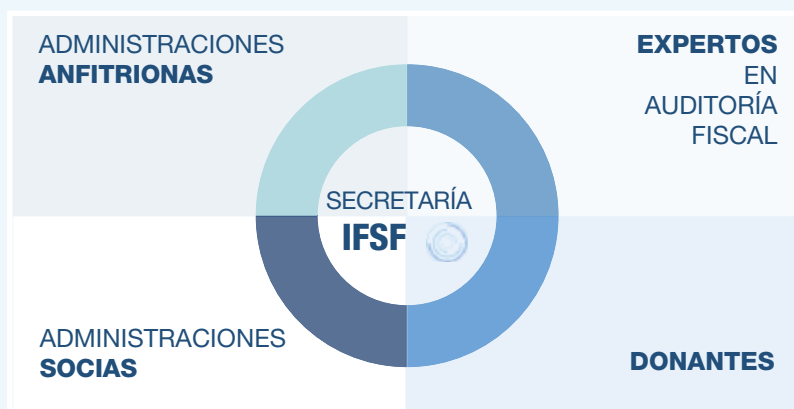 ADMINISTRACIONES
ANFITRIONAS
EXPERTOS
EN
AUDITORÍA
FISCAL
SECRETARÍA
IFSF
ADMINISTRACIONES
SOCIAS
DONANTES